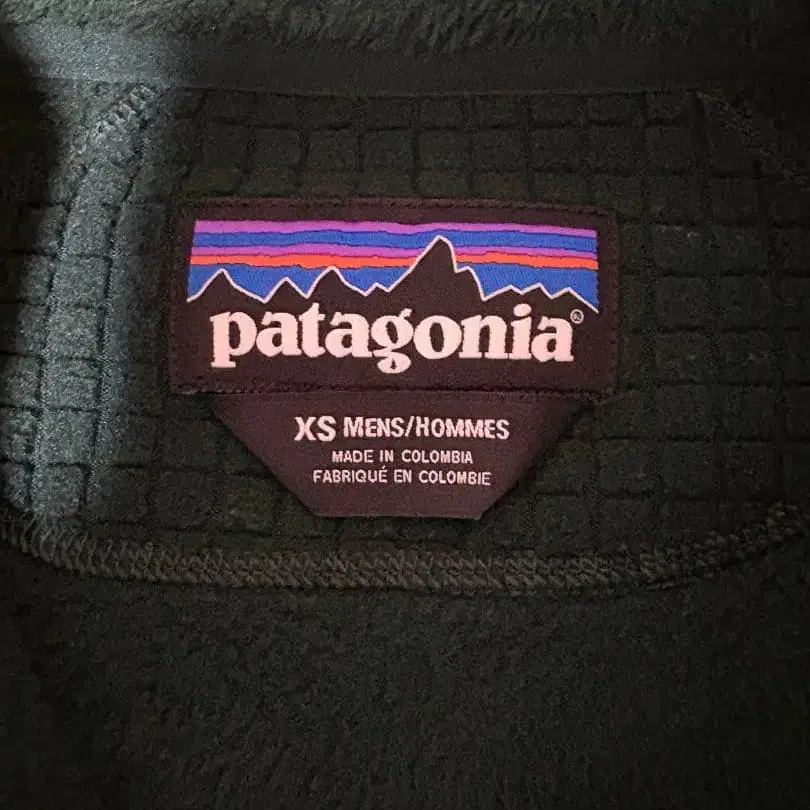 patagonia®
XS MENS/HOMMES
MADE IN COLOMBIA
FABRIQUÉ EN COLOMBIE